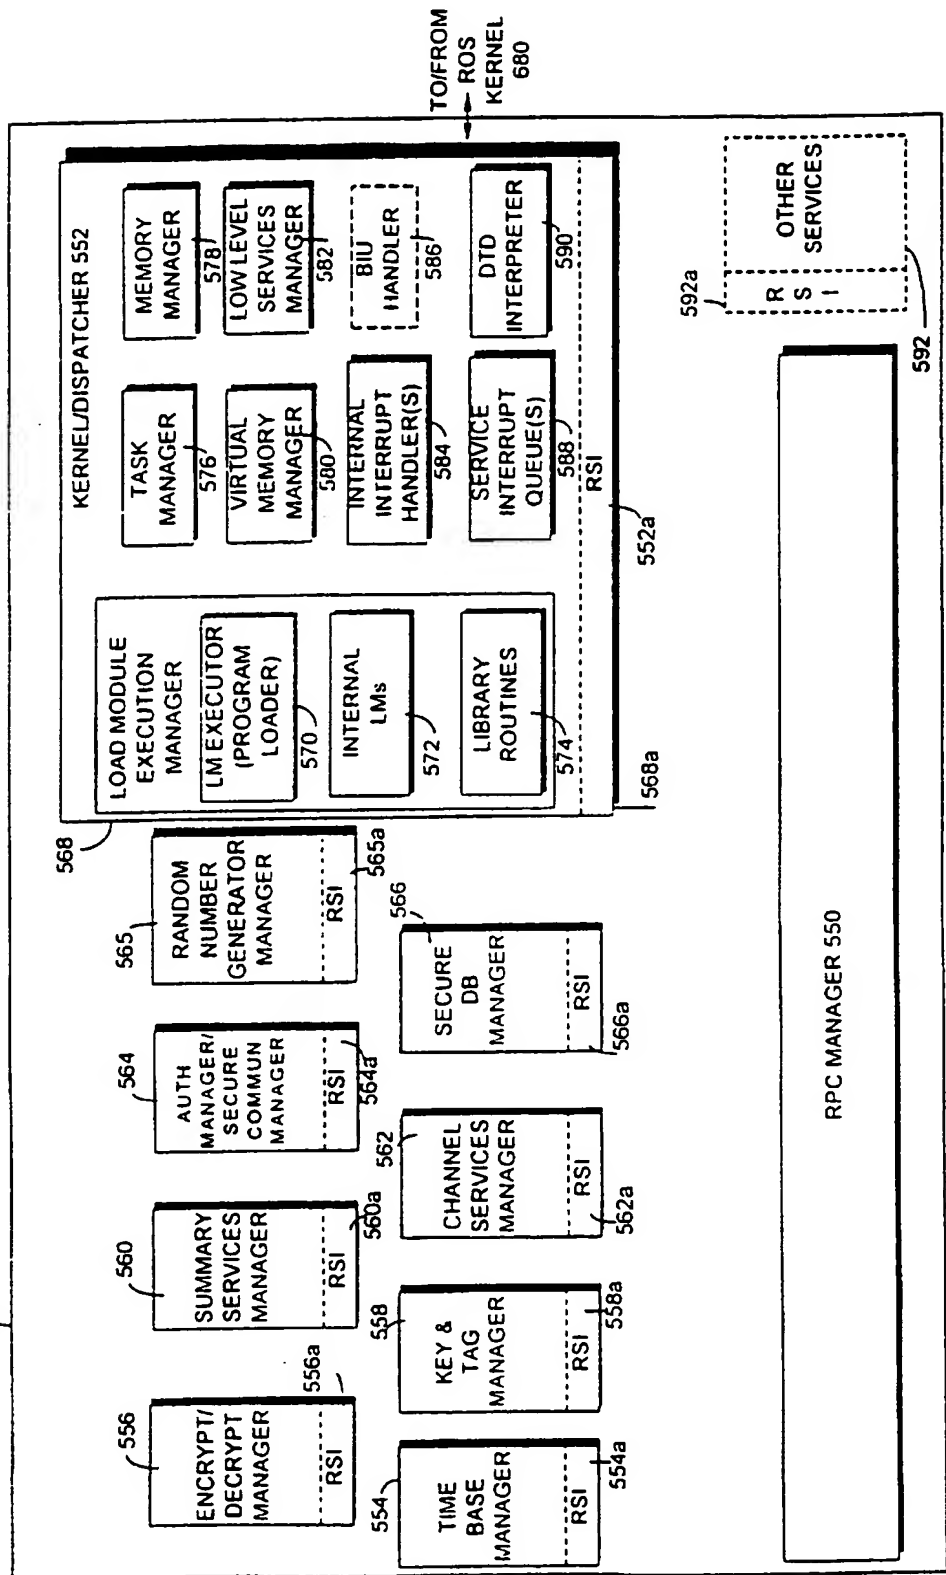 KERNEL/DISPATCHER 552
TO/FROM
ROS
KERNEL
680
568
LOAD MODULE
EXECUTION
MANAGER
LM EXECUTOR
(PROGRAM
LOADER)
570
INTERNAL
LMs
572
LIBRARY
ROUTINES
574
568a
TASK
MANAGER
576
VIRTUAL
MEMORY
MANAGER
580
INTERNAL
INTERRUPT
HANDLER(S)
584
SERVICE
INTERRUPT
QUEUE(S)
588
MEMORY
MANAGER
578
LOW LEVEL
SERVICES
MANAGER
582
BIU
HANDLER
586
DTD
INTERPRETER
590
RSI
552a
556
ENCRYPT/
DECRYPT
MANAGER
RSI
556a
560
SUMMARY
SERVICES
MANAGER
RSI
560a
564
AUTH
MANAGER/
SECURE
COMMUN
MANAGER
RSI
564a
565
RANDOM
NUMBER
GENERATOR
MANAGER
RSI
565a
554
TIME
BASE
MANAGER
RSI
554a
558
KEY &
TAG
MANAGER
RSI
558a
562
CHANNEL
SERVICES
MANAGER
RSI
562a
566
SECURE
DB
MANAGER
RSI
566a
RPC MANAGER 550
592a
R
S
I
OTHER
SERVICES
592